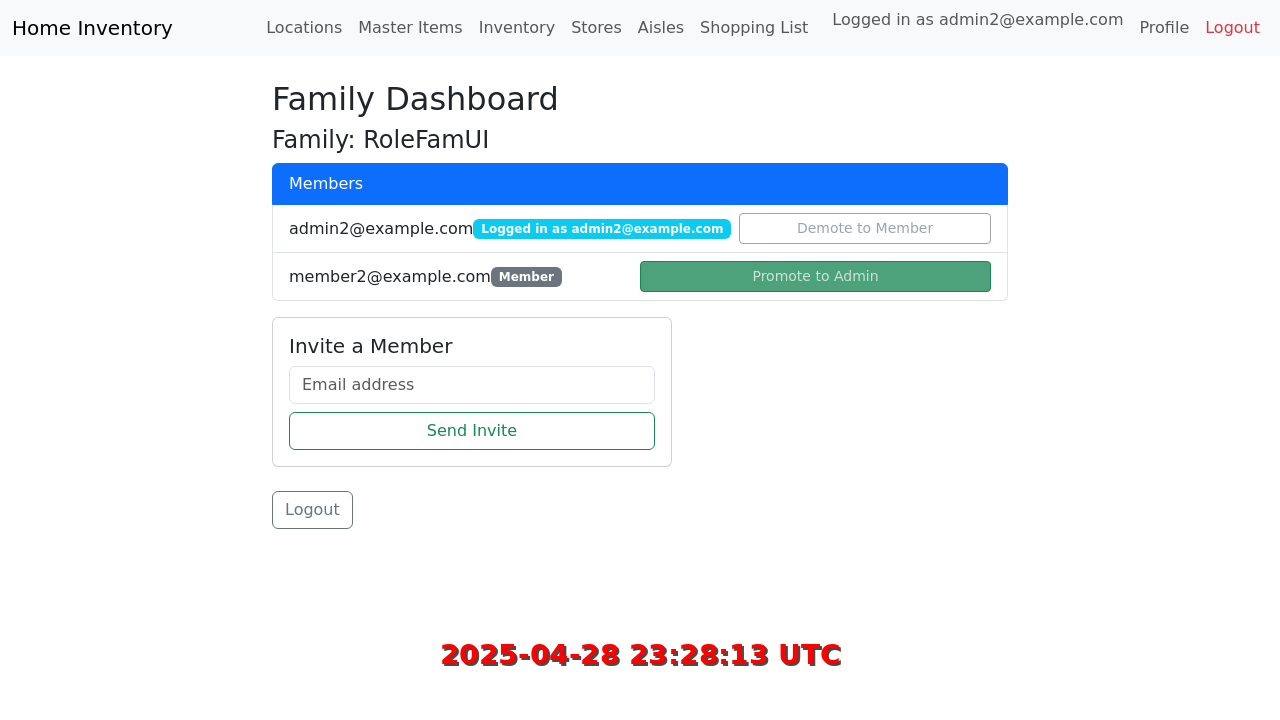 Home Inventory Locations Master Items Inventory Stores Aisles Shopping List Logged in as admin2@example.com Profile Logout
Family Dashboard
Family: RoleFamUI
Members
admin2@example.com Logged in as admin2@example.com Demote to Member
member2@example.com Member Promote to Admin
Invite a Member
Email address
Send Invite
Logout
2025-04-28 23:28:13 UTC